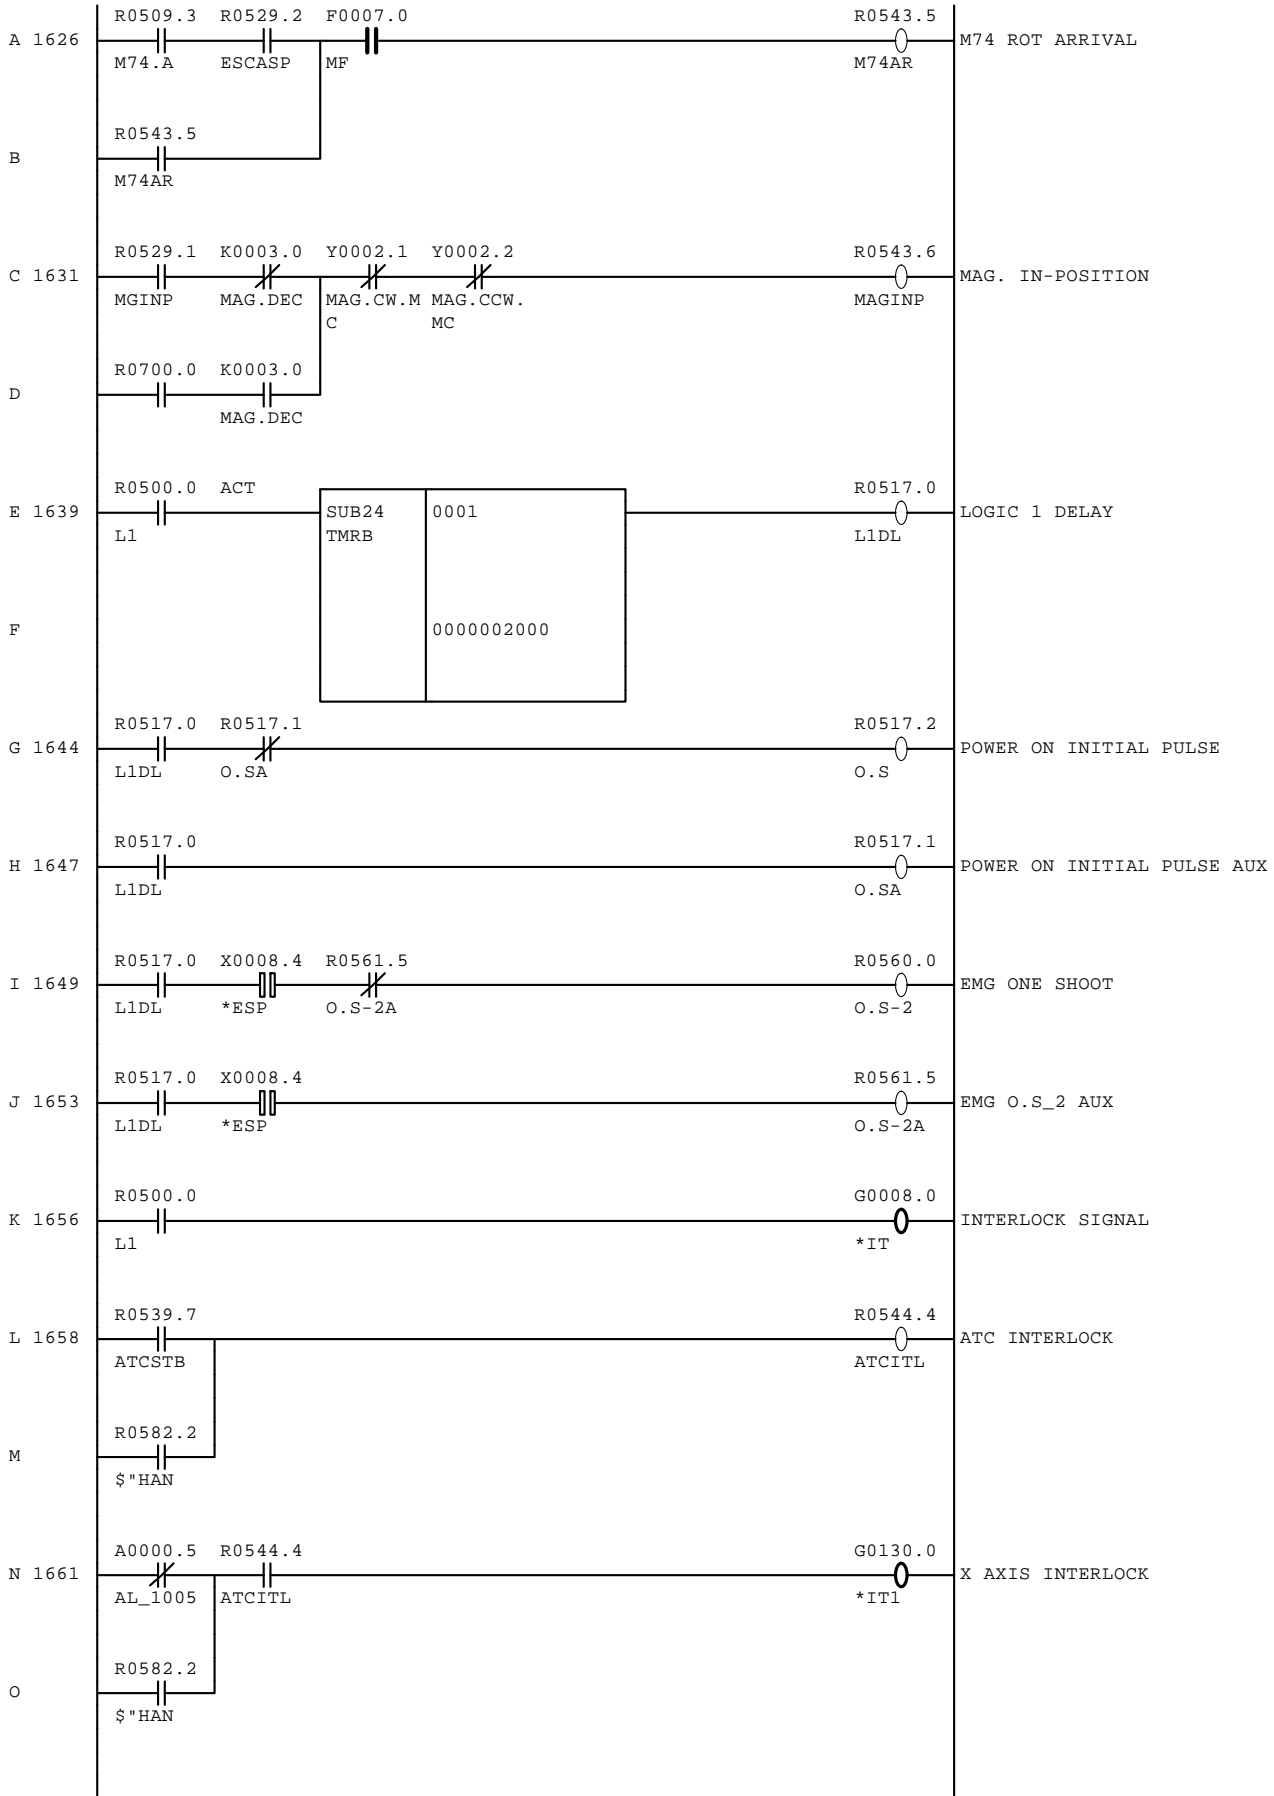 R0509.3 R0529.2 F0007.0 R0543.5
A 1626 M74 ROT ARRIVAL
M74.A ESCASP MF M74AR
R0543.5
B
M74AR
R0529.1 K0003.0 Y0002.1 Y0002.2 R0543.6
C 1631 MAG. IN-POSITION
MGINP MAG.DEC MAG.CW.M MAG.CCW. MAGINP
C MC
R0700.0 K0003.0
D
MAG.DEC
R0500.0 ACT R0517.0
E 1639 SUB24 0001 LOGIC 1 DELAY
L1 TMRB L1DL
F 0000002000
R0517.0 R0517.1 R0517.2
G 1644 POWER ON INITIAL PULSE
L1DL O.SA O.S
R0517.0 R0517.1
H 1647 POWER ON INITIAL PULSE AUX
L1DL O.SA
R0517.0 X0008.4 R0561.5 R0560.0
I 1649 EMG ONE SHOOT
L1DL *ESP O.S-2A O.S-2
R0517.0 X0008.4 R0561.5
J 1653 EMG O.S_2 AUX
L1DL *ESP O.S-2A
R0500.0 G0008.0
K 1656 INTERLOCK SIGNAL
L1 *IT
R0539.7 R0544.4
L 1658 ATC INTERLOCK
ATCSTB ATCITL
R0582.2
M
$"HAN
A0000.5 R0544.4 G0130.0
N 1661 X AXIS INTERLOCK
AL_1005 ATCITL *IT1
R0582.2
O
$"HAN